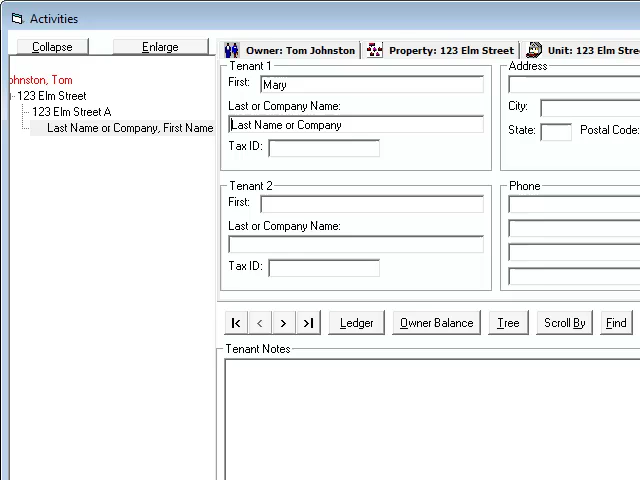 Activities
Collapse
Enlarge
ohnston, Tom
123 Elm Street
123 Elm Street A
Last Name or Company, First Name
Owner: Tom Johnston
Property: 123 Elm Street
Unit: 123 Elm Stre
Tenant 1
First:
Mary
Last or Company Name:
Last Name or Company
Tax ID:
Address
City:
State:
Postal Code:
Tenant 2
First:
Last or Company Name:
Tax ID:
Phone
Ledger
Owner Balance
Tree
Scroll By
Find
Tenant Notes